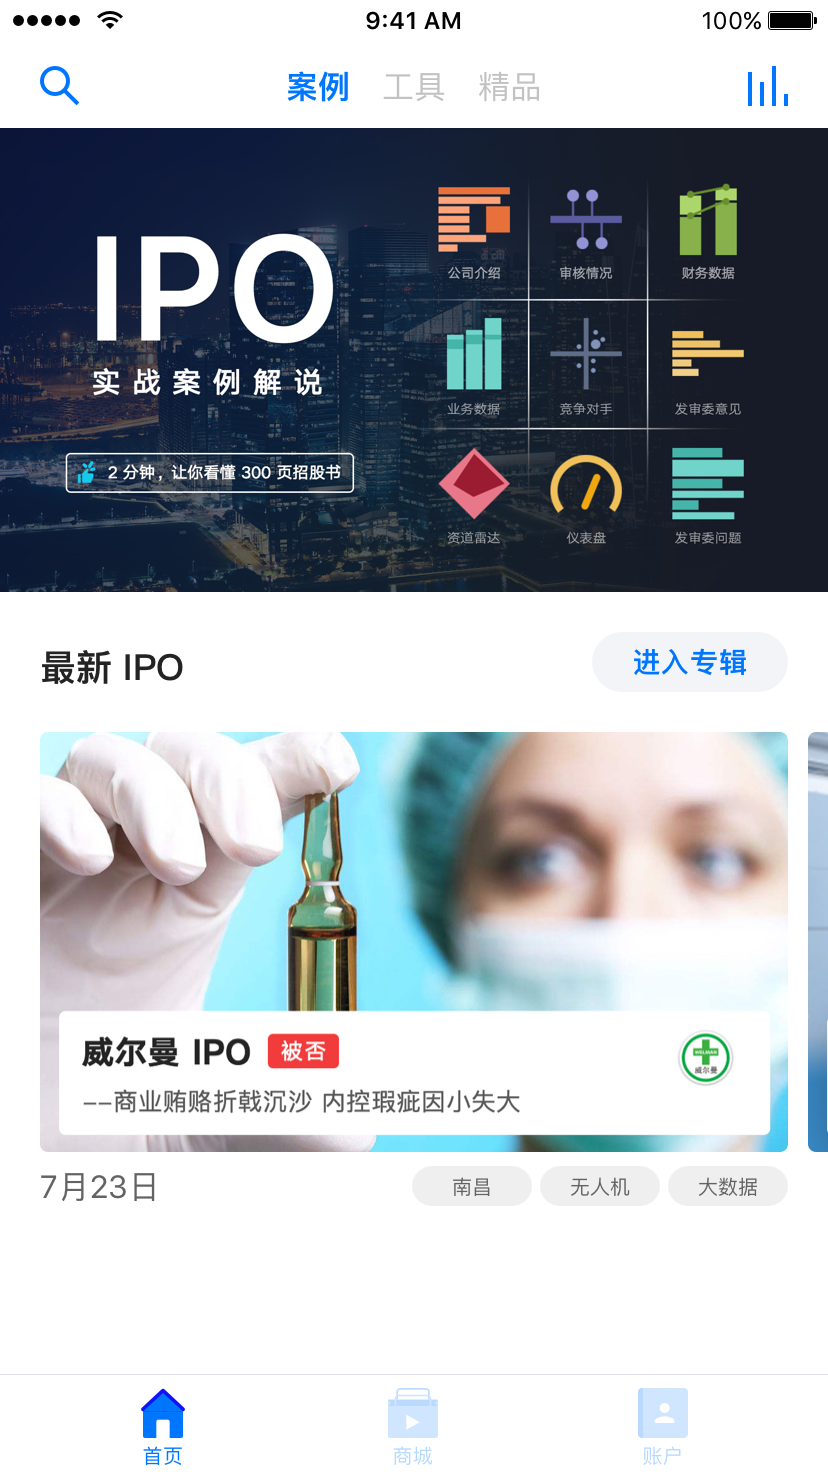 9:41 AM
100%
案例 工具 精品
IPO
实战案例解说
2 分钟，让你看懂 300 页招股书
公司介绍 审核情况 财务数据
业务数据 竞争对手 发审委意见
资道雷达 仪表盘 发审委问题
最新 IPO
进入专辑
威尔曼 IPO 被否
--商业贿赂折戟沉沙 内控瑕疵因小失大
威尔曼
7月23日
南昌 无人机 大数据
首页 商城 账户